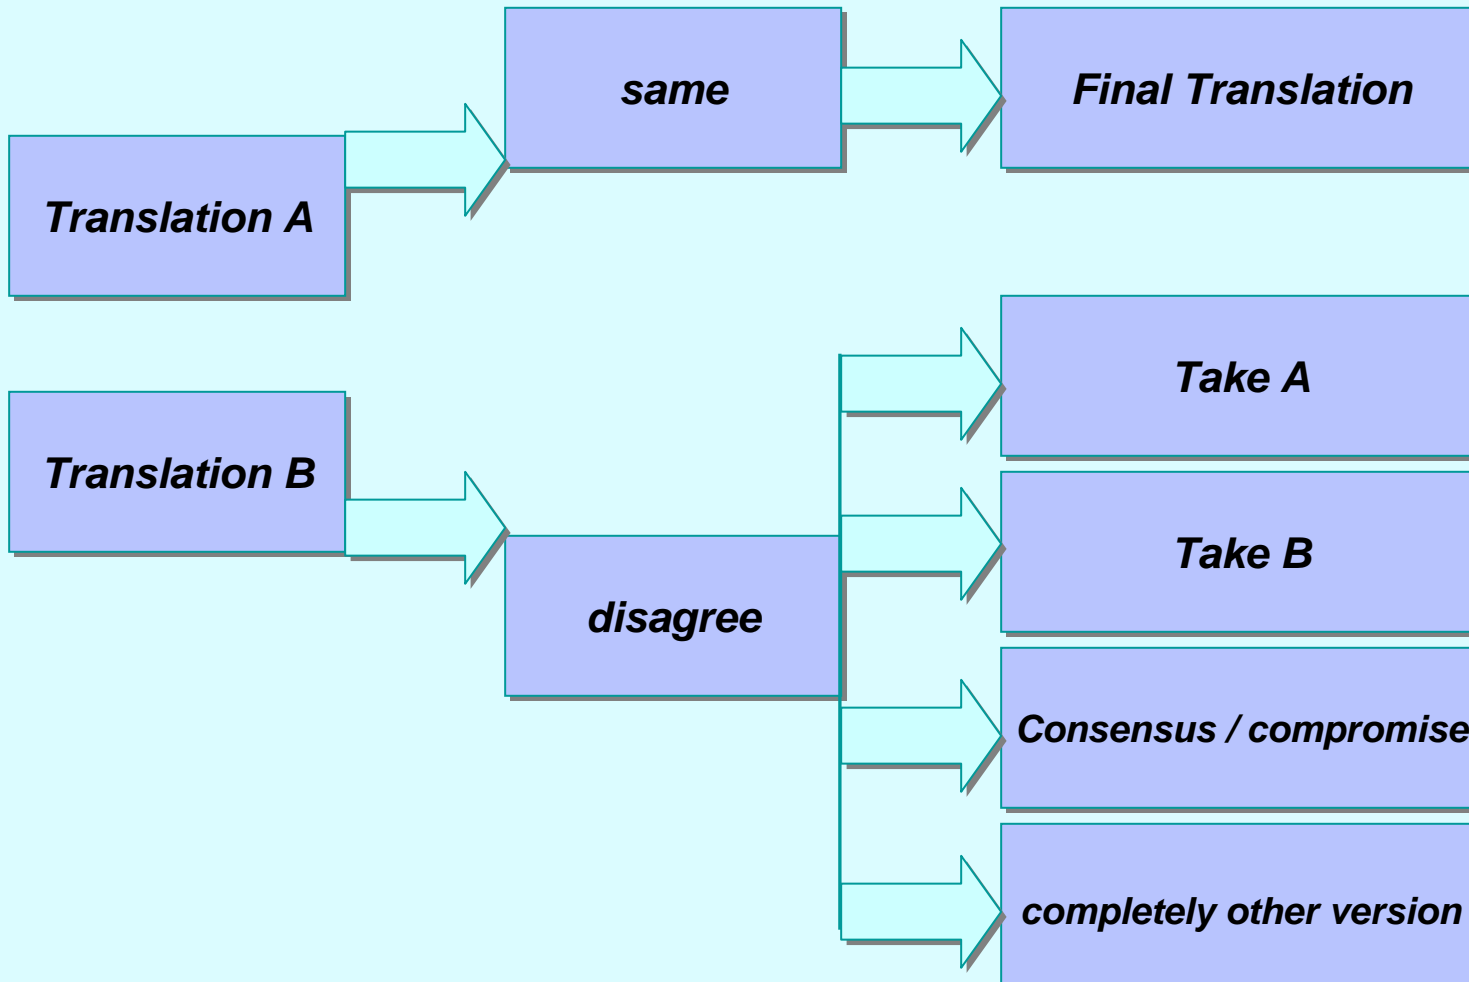 same
Final Translation
Translation A
Take A
Translation B
Take B
disagree
Consensus / compromise
completely other version